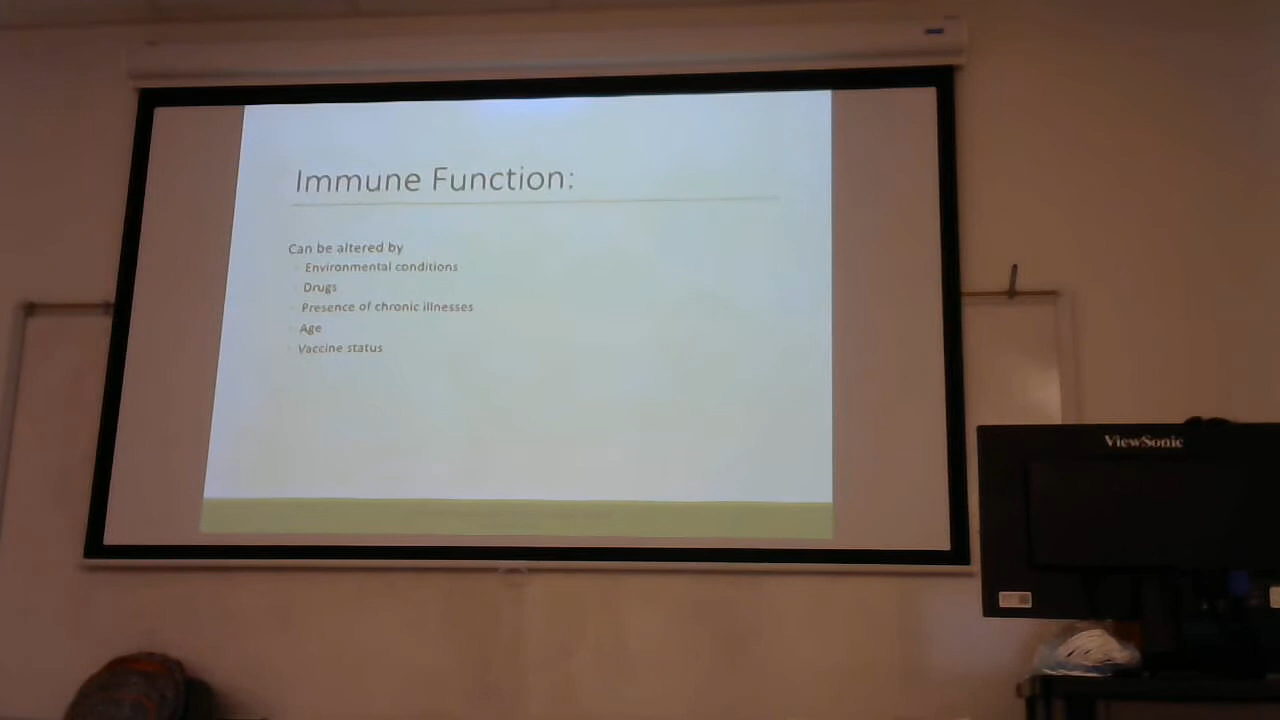 Immune Function:
Can be altered by
Environmental conditions
Drugs
Presence of chronic illnesses
Age
Vaccine status
ViewSonic